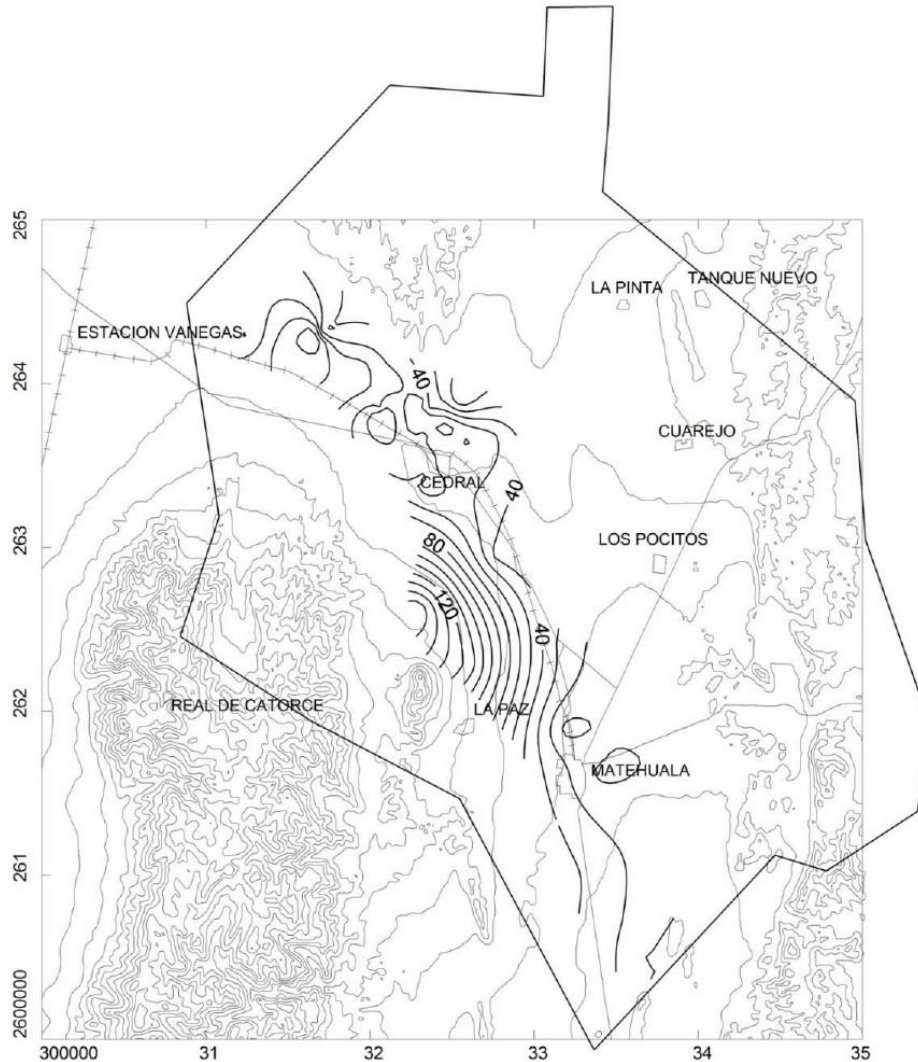 265
LA PINTA
TANQUE NUEVO
ESTACION VANEGAS
264
40
CUAREJO
CEDRAL
40
LOS POCITOS
263
80
120
40
262
REAL DE CATORCE
LA PAZ
MATEHUALA
261
2600000
300000
31
32
33
34
35